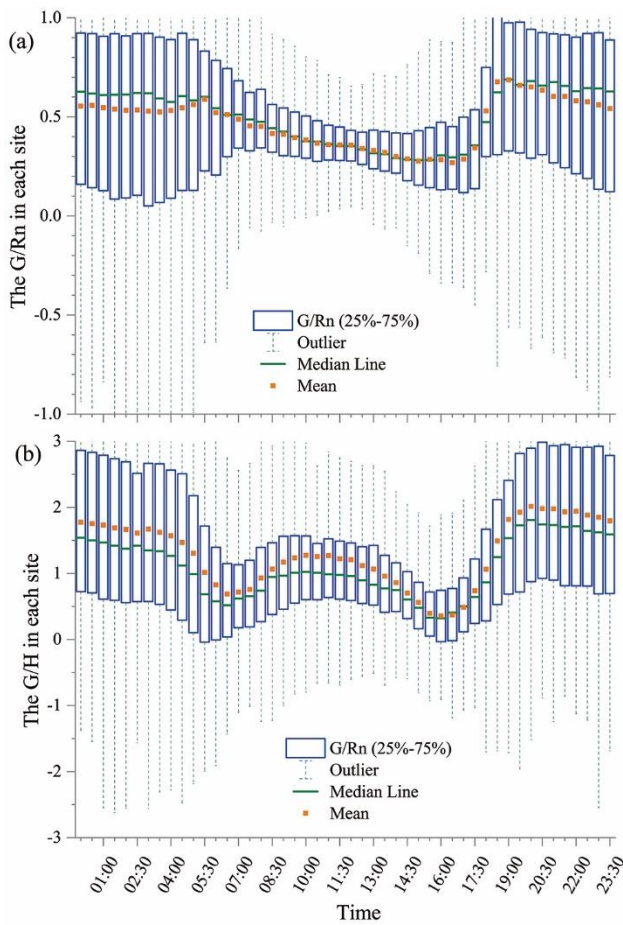 (a)
The G/Rn in each site
1.0
0.5
0.0
-0.5
-1.0
G/Rn (25%-75%)
Outlier
Median Line
Mean
(b)
The G/H in each site
3
2
1
0
-1
-2
-3
G/Rn (25%-75%)
Outlier
Median Line
Mean
01:00 02:30 04:00 05:30 07:00 08:30 10:00 11:30 13:00 14:30 16:00 17:30 19:00 20:30 22:00 23:30
Time